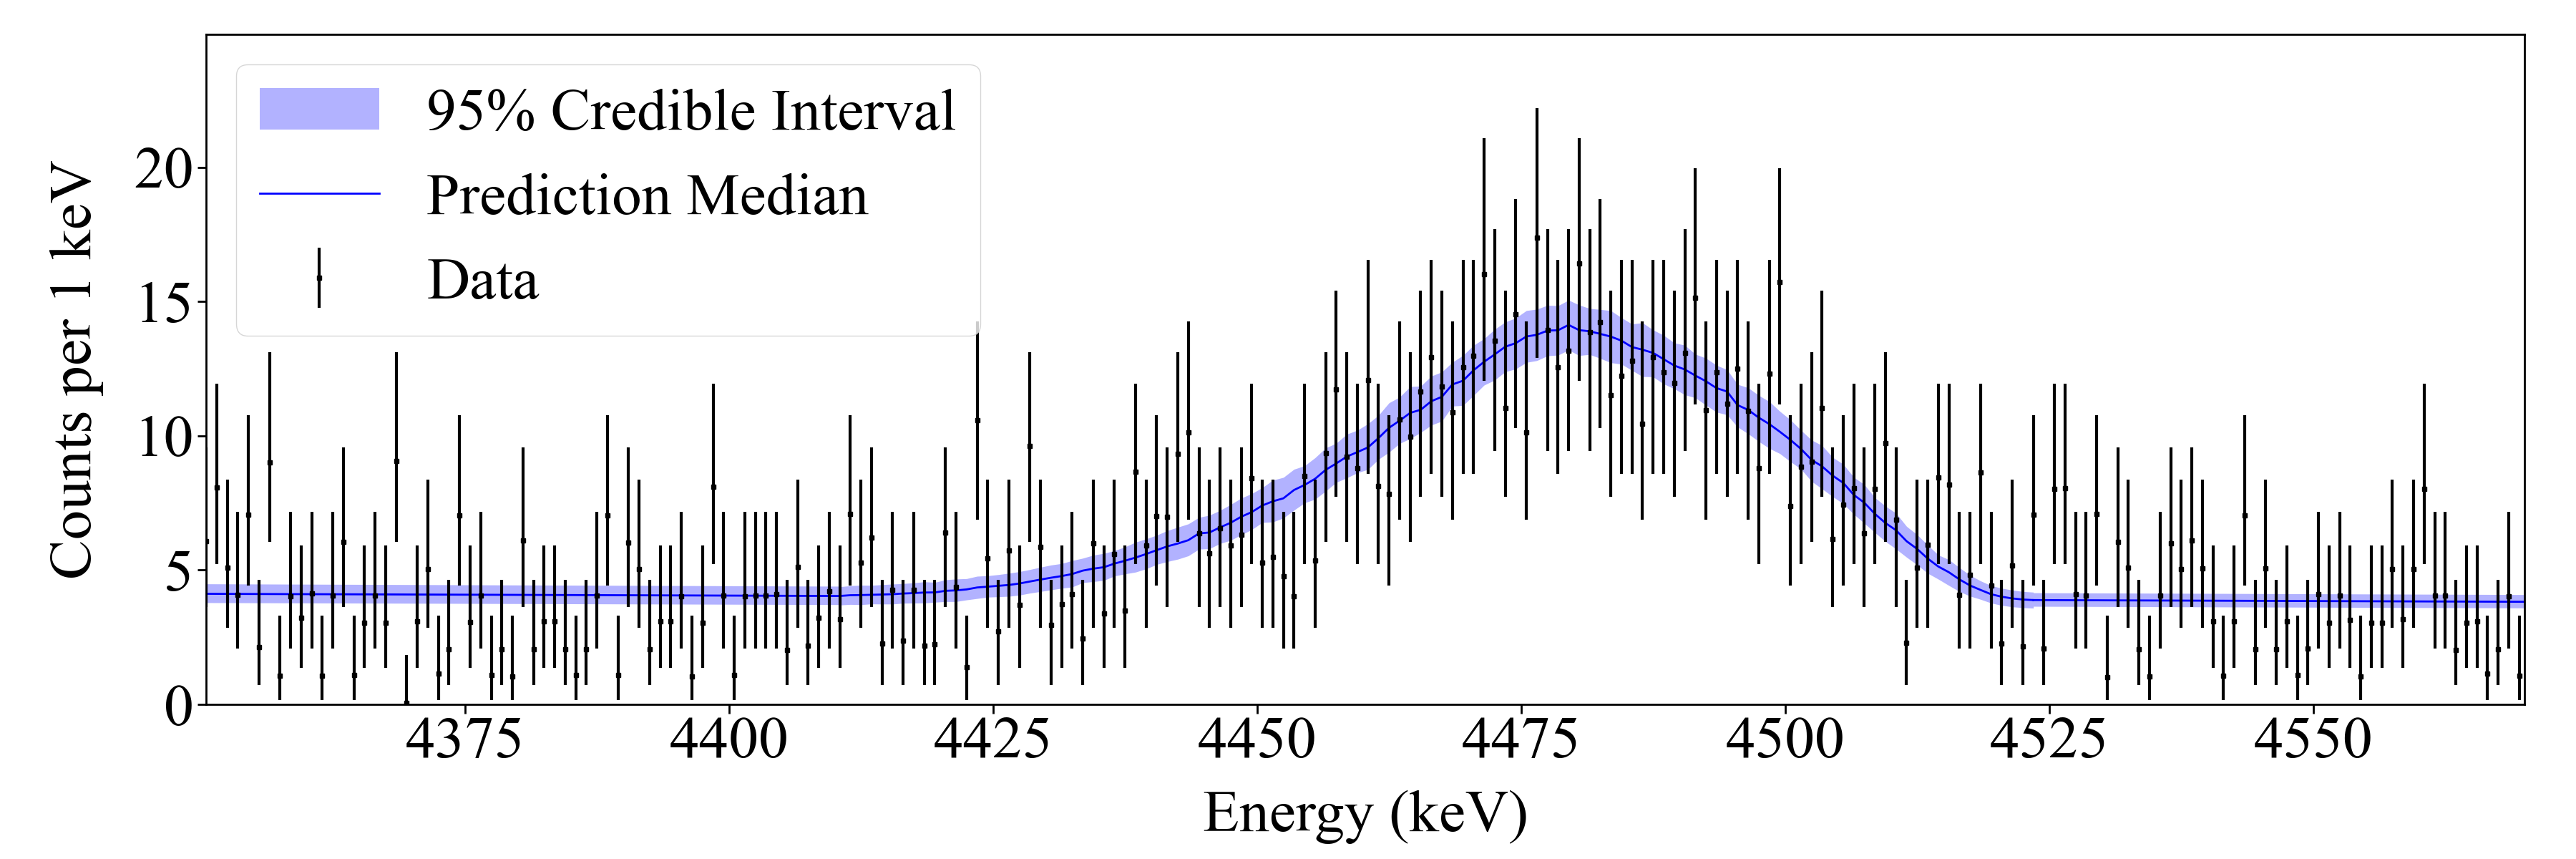 95% Credible Interval
Prediction Median
Data
Counts per 1 keV
20
15
10
5
0
4375 4400 4425 4450 4475 4500 4525 4550
Energy (keV)